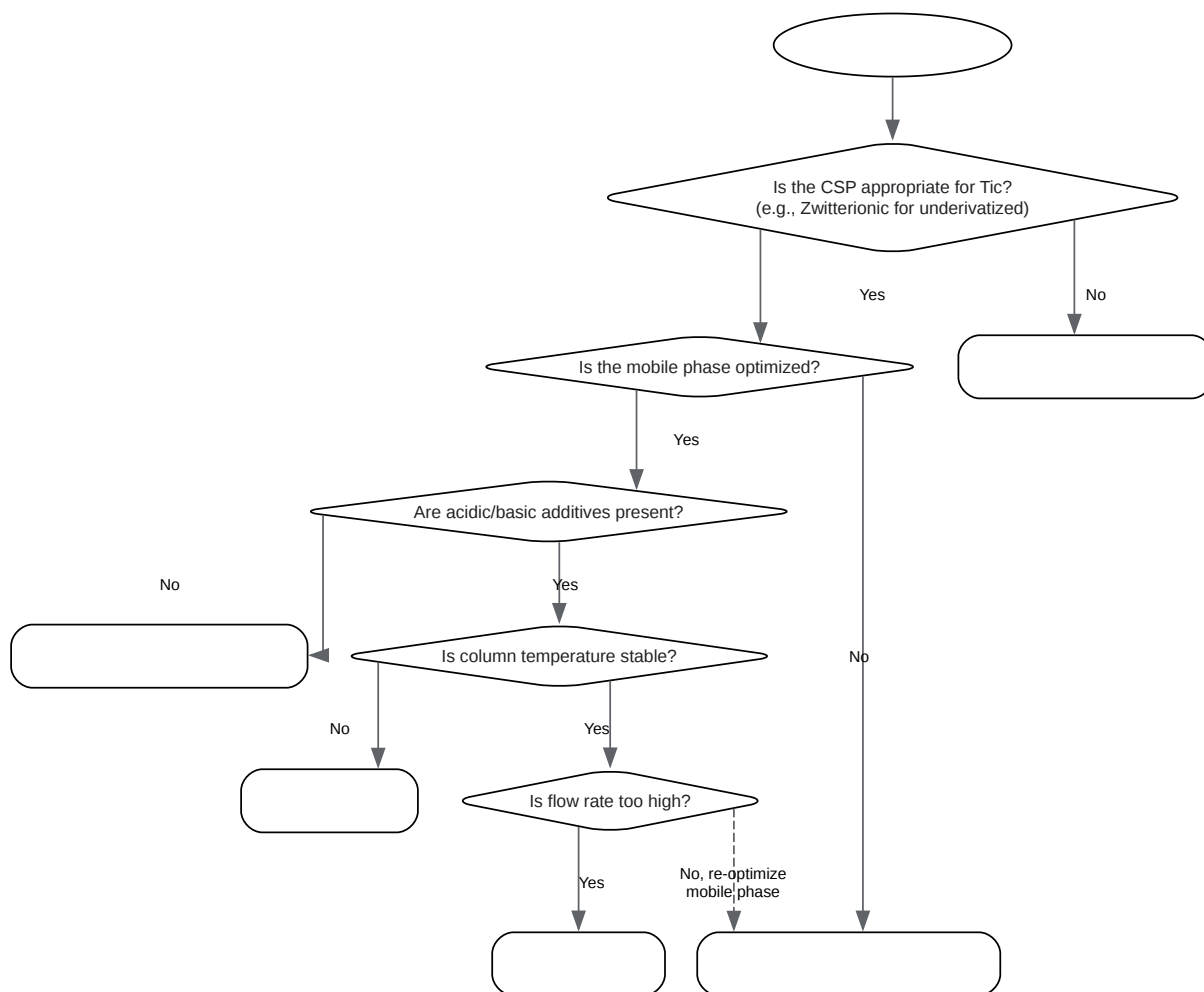 Is the CSP appropriate for Tic?
(e.g., Zwitterionic for underivatized)
Yes
No
Is the mobile phase optimized?
Yes
Are acidic/basic additives present?
No
Yes
Is column temperature stable?
No
No
Yes
Is flow rate too high?
Yes
No, re-optimize
mobile phase